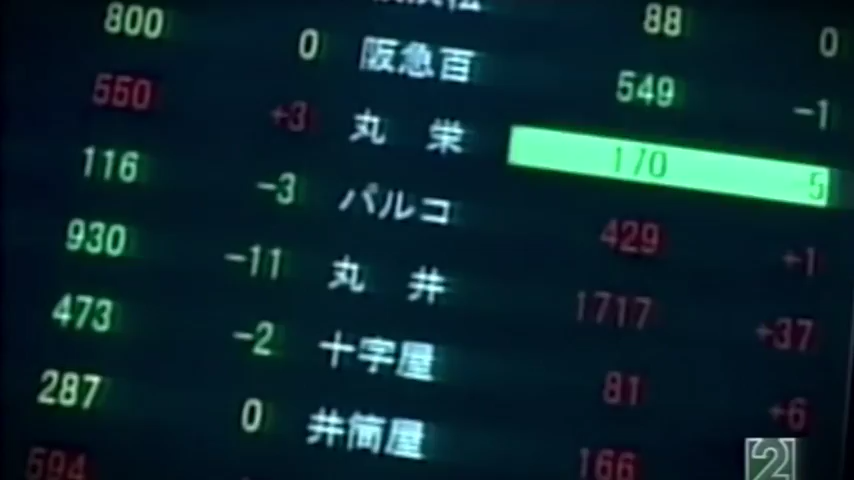 88 0
800 0 阪急百 549 -1
550 +3 丸 栄 170 5
116 -3 パルコ 429 +1
930 -11 丸 井 1717 +37
473 -2 十字屋 81 +6
287 0 井筒屋 166
694
2